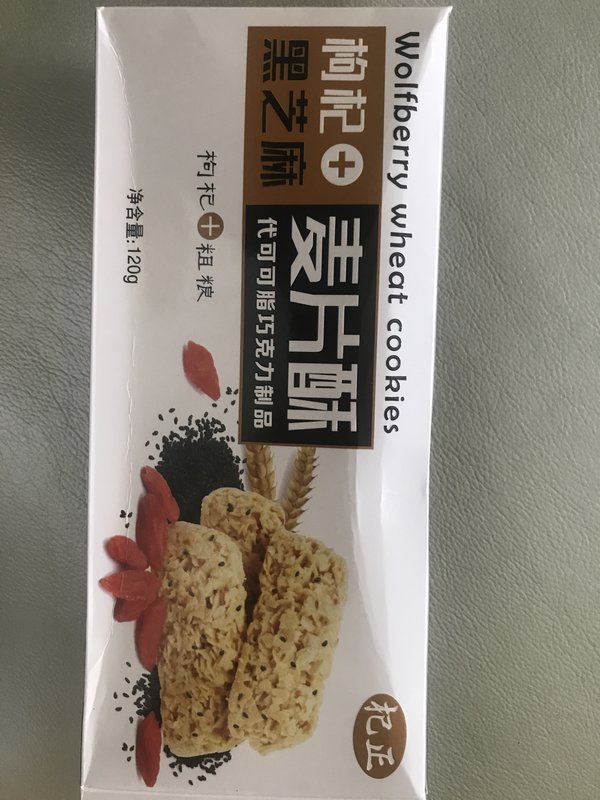 Wolfberry wheat cookies
枸杞+
黑芝麻
麦片酥
代可可脂巧克力制品
枸杞+粗粮
净含量:120g
杞正